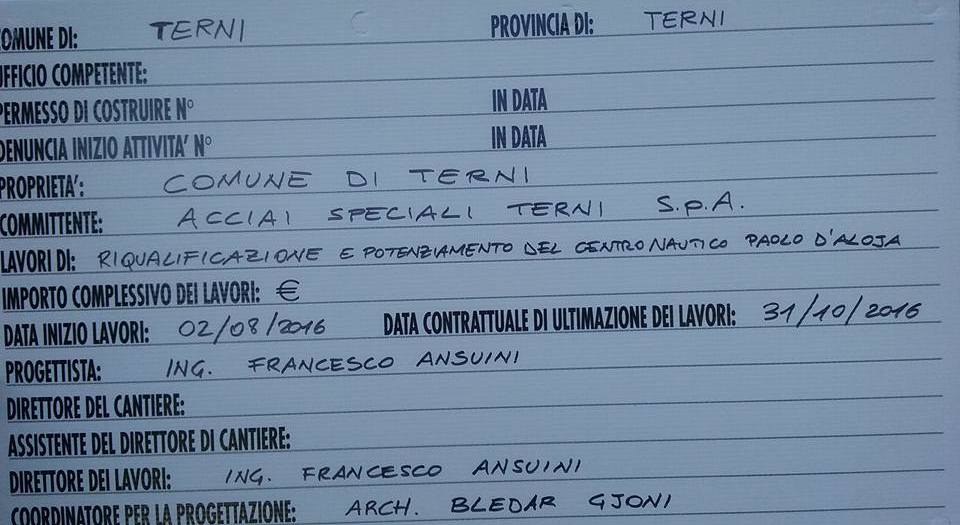 COMUNE DI: TERNI PROVINCIA DI: TERNI
UFFICIO COMPETENTE:
PERMESSO DI COSTRUIRE N° IN DATA
DENUNCIA INIZIO ATTIVITA' N° IN DATA
PROPRIETA': COMUNE DI TERNI
COMMITTENTE: ACCIAI SPECIALI TERNI S.p.A.
LAVORI DI: RIQUALIFICAZIONE E POTENZIAMENTO DEL CENTRO NAUTICO PAOLO D'ALOJA
IMPORTO COMPLESSIVO DEI LAVORI: €
DATA INIZIO LAVORI: 02/08/2016 DATA CONTRATTUALE DI ULTIMAZIONE DEI LAVORI: 31/10/2016
PROGETTISTA: ING. FRANCESCO ANSUINI
DIRETTORE DEL CANTIERE:
ASSISTENTE DEL DIRETTORE DI CANTIERE:
DIRETTORE DEI LAVORI: ING. FRANCESCO ANSUINI
COORDINATORE PER LA PROGETTAZIONE: ARCH. BLEDAR GJONI